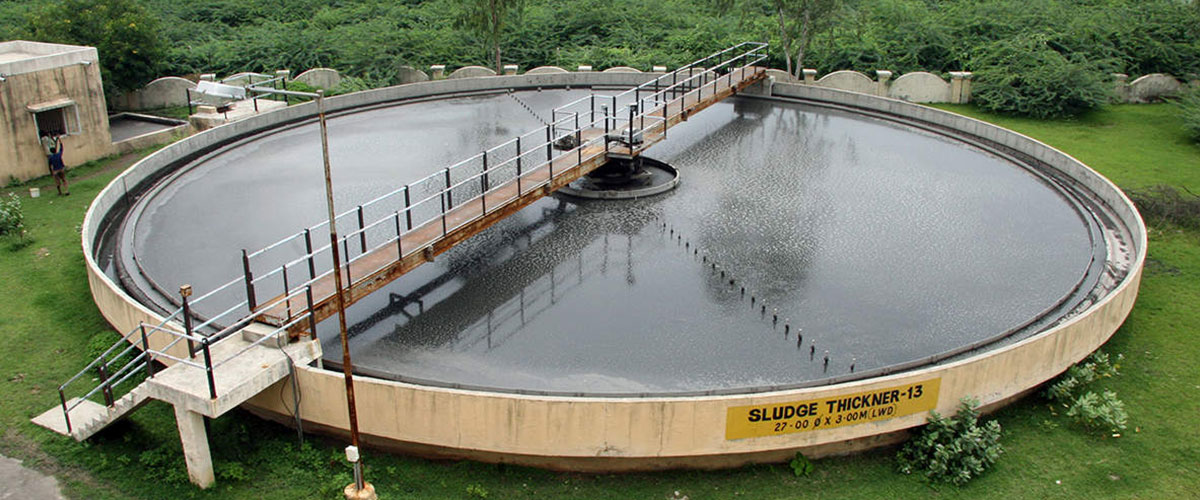 SLUDGE THICKNER-13
27-00 Ø X 3-00M (LWD)